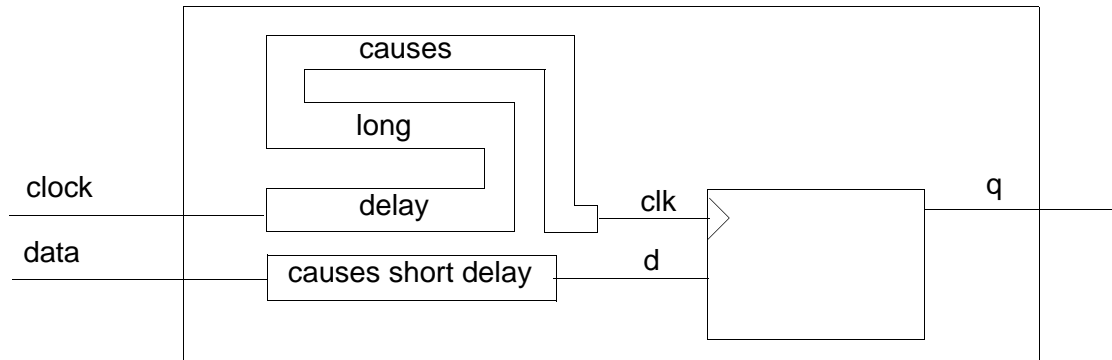 causes
long
delay
clock
data
causes short delay
clk
d
q